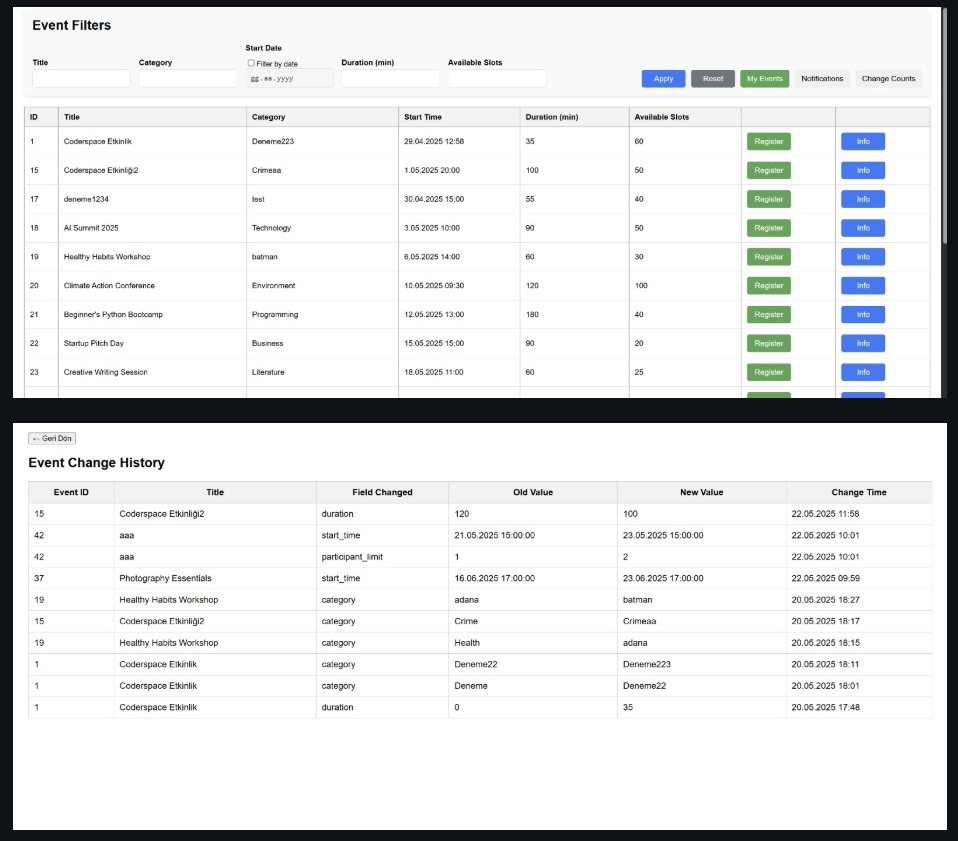 Event Filters
Start Date
Title Category Filter by date Duration (min) Available Slots
gg.aa.yyyy
Apply Reset My Events Notifications Change Counts
ID Title Category Start Time Duration (min) Available Slots
1 Coderspace Etkinlik Deneme223 29.04.2025 12:58 35 60 Register Info
15 Coderspace Etkinliği2 Crimeaa 1.05.2025 20:00 100 50 Register Info
17 deneme1234 test 30.04.2025 15:00 55 40 Register Info
18 AI Summit 2025 Technology 3.05.2025 10:00 90 50 Register Info
19 Healthy Habits Workshop batman 6.05.2025 14:00 60 30 Register Info
20 Climate Action Conference Environment 10.05.2025 09:30 120 100 Register Info
21 Beginner's Python Bootcamp Programming 12.05.2025 13:00 180 40 Register Info
22 Startup Pitch Day Business 15.05.2025 15:00 90 20 Register Info
23 Creative Writing Session Literature 18.05.2025 11:00 60 25 Register Info
← Geri Dön
Event Change History
Event ID Title Field Changed Old Value New Value Change Time
15 Coderspace Etkinliği2 duration 120 100 22.05.2025 11:58
42 aaa start_time 21.05.2025 15:00:00 23.05.2025 15:00:00 22.05.2025 10:01
42 aaa participant_limit 1 2 22.05.2025 10:01
37 Photography Essentials start_time 16.06.2025 17:00:00 23.06.2025 17:00:00 22.05.2025 09:59
19 Healthy Habits Workshop category adana batman 20.05.2025 18:27
15 Coderspace Etkinliği2 category Crime Crimeaa 20.05.2025 18:17
19 Healthy Habits Workshop category Health adana 20.05.2025 18:15
1 Coderspace Etkinlik category Deneme22 Deneme223 20.05.2025 18:11
1 Coderspace Etkinlik category Deneme Deneme22 20.05.2025 18:01
1 Coderspace Etkinlik duration 0 35 20.05.2025 17:48